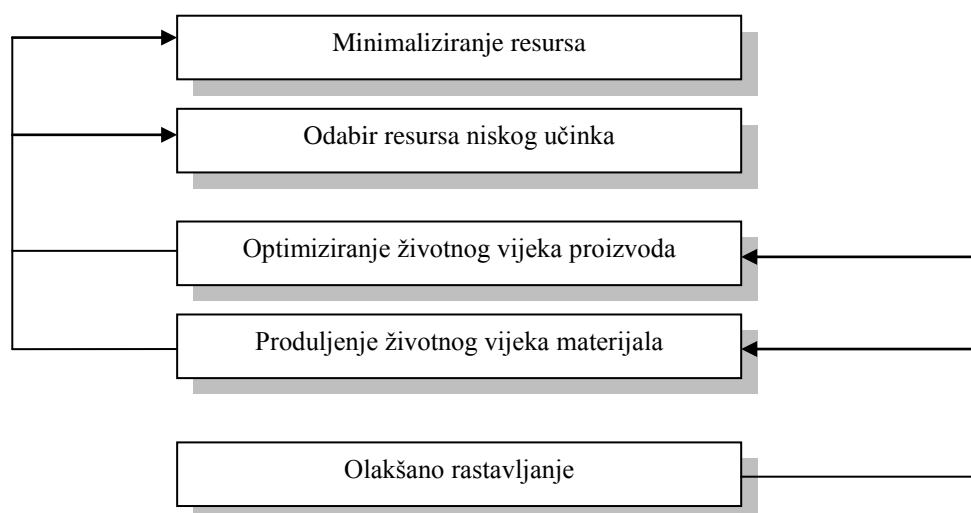 Minimaliziranje resursa
Odabir resursa niskog učinka
Optimiziranje životnog vijeka proizvoda
Produljenje životnog vijeka materijala
Olakšano rastavljanje